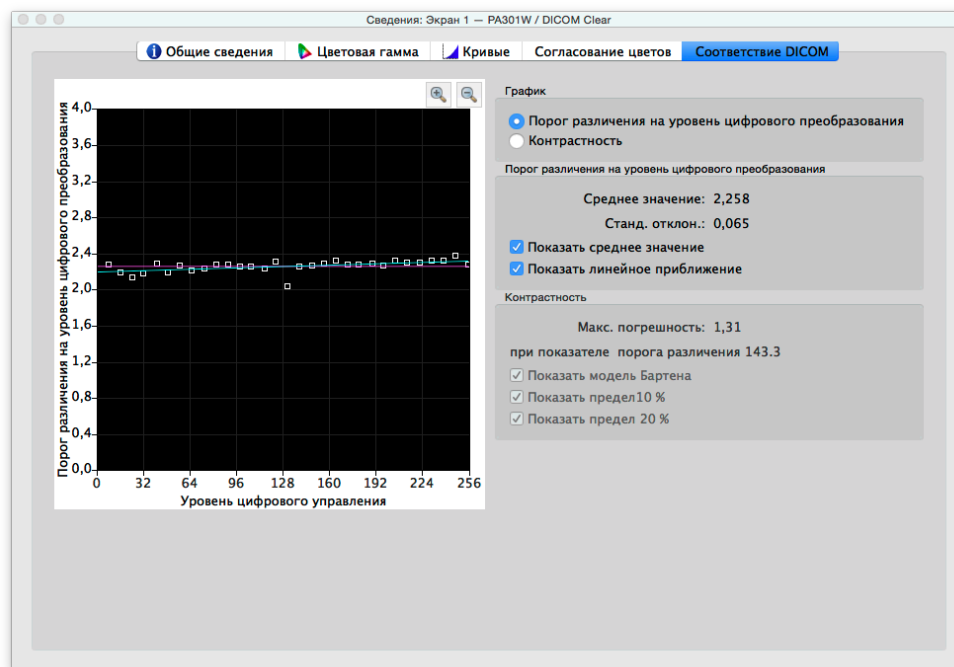 Сведения: Экран 1 — PA301W / DICOM Clear
Общие сведения
Цветовая гамма
Кривые
Согласование цветов
Соответствие DICOM
Порог различения на уровень цифрового преобразования
4,0
3,6
3,2
2,8
2,4
2,0
1,6
1,2
0,8
0,4
0,0
0 32 64 96 128 160 192 224 256
Уровень цифрового управления
График
Порог различения на уровень цифрового преобразования
Контрастность
Порог различения на уровень цифрового преобразования
Среднее значение: 2,258
Станд. отклон.: 0,065
Показать среднее значение
Показать линейное приближение
Контрастность
Макс. погрешность: 1,31
при показателе порога различения 143.3
Показать модель Бартена
Показать предел10 %
Показать предел 20 %